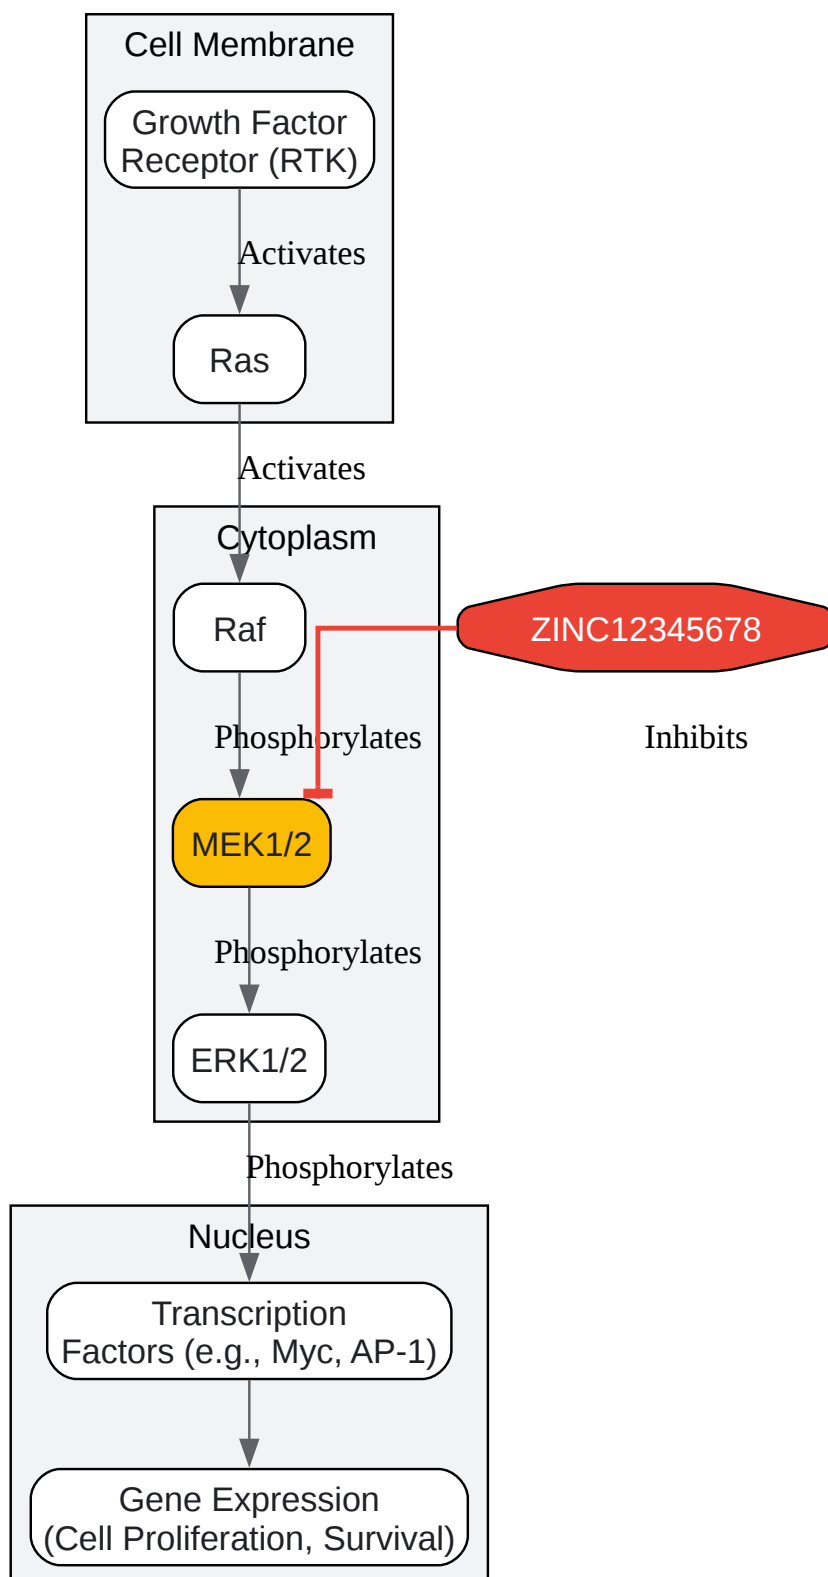 Cell Membrane
Growth Factor
Receptor (RTK)
Activates
Ras
Activates
Cytoplasm
Raf
ZINC12345678
Phosphorylates
Inhibits
MEK1/2
Phosphorylates
ERK1/2
Phosphorylates
Nucleus
Transcription
Factors (e.g., Myc, AP-1)
Gene Expression
(Cell Proliferation, Survival)